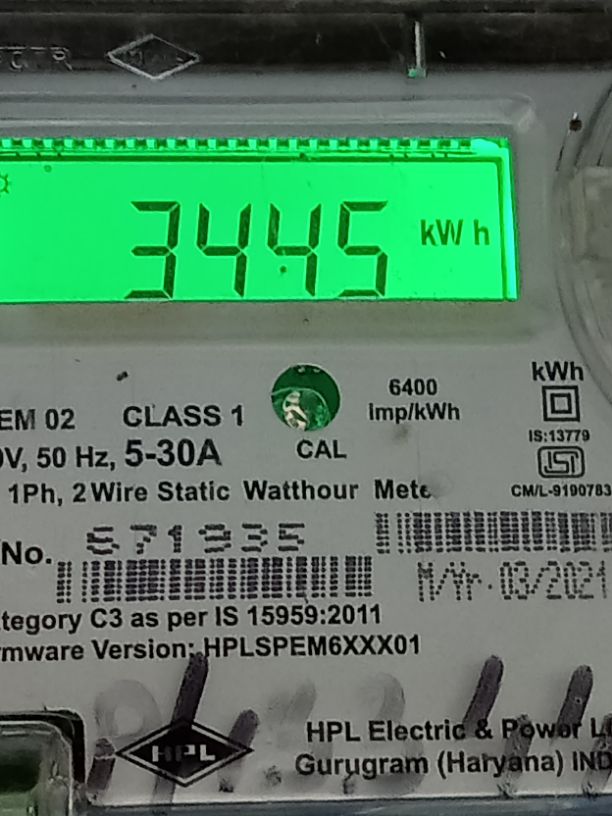 3445 kWh
6400
kWh
EM 02 CLASS 1
imp/kWh
V, 50 Hz, 5-30A
CAL
IS:13779
1Ph, 2 Wire Static Watthour
CM/L-9190783
No. 671935
M/Yr-03/2021
tegory C3 as per IS 15959:2011
mware Version: HPLSPEM6XXX01
HPL
HPL Electric & Power
Gurugram (Haryana) IND